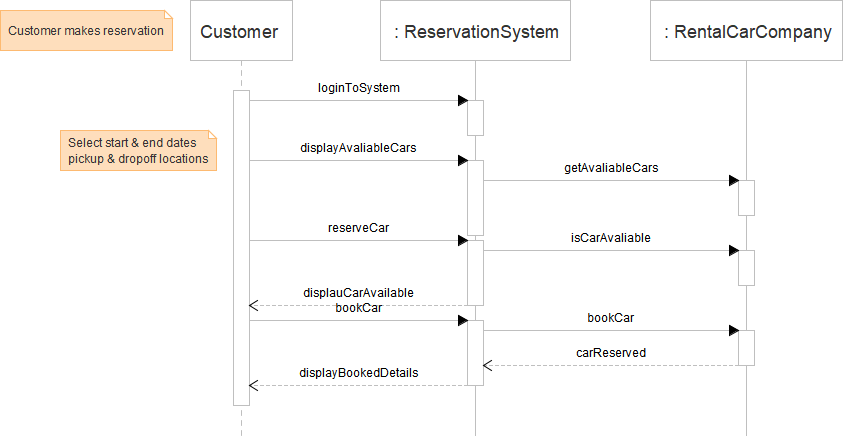 Customer makes reservation
Customer
: ReservationSystem
: RentalCarCompany
loginToSystem
Select start & end dates
pickup & dropoff locations
displayAvaliableCars
getAvaliableCars
reserveCar
isCarAvaliable
displauCarAvailable
bookCar
bookCar
carReserved
displayBookedDetails